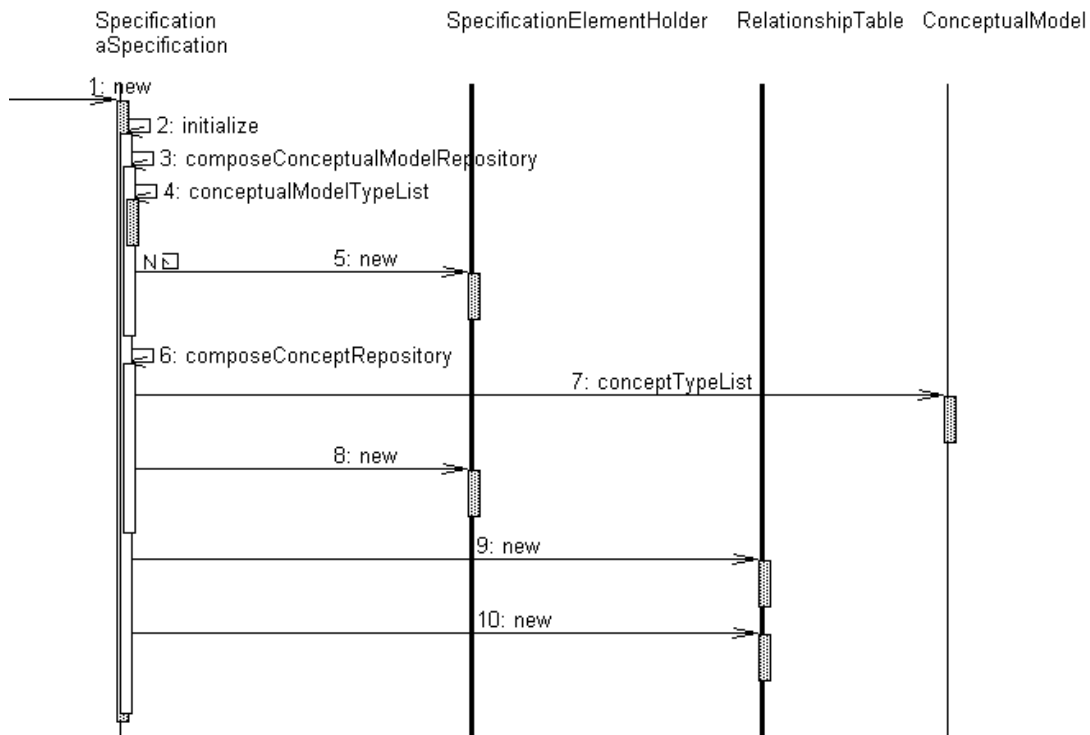 Specification
aSpecification
SpecificationElementHolder
RelationshipTable
ConceptualModel
1: new
2: initialize
3: composeConceptualModelRepository
4: conceptualModelTypeList
N
5: new
6: composeConceptRepository
7: conceptTypeList
8: new
9: new
10: new